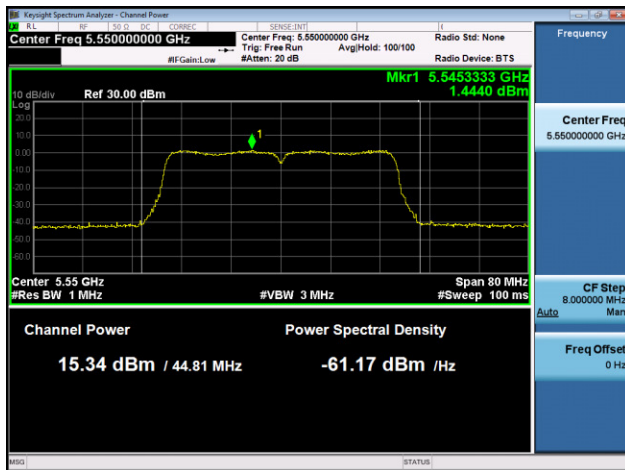 Keysight Spectrum Analyzer - Channel Power
RL RF 50 Ω DC CORREC SENSE:INT
Center Freq 5.550000000 GHz
#IFGain:Low
Center Freq: 5.550000000 GHz
Trig: Free Run Avg|Hold: 100/100
#Atten: 20 dB
Radio Std: None
Radio Device: BTS
Mkr1 5.5453333 GHz
1.4440 dBm
10 dB/div Ref 30.00 dBm
Log
20.0
10.0
0.00
-10.0
-20.0
-30.0
-40.0
-50.0
-60.0
1
Center 5.55 GHz Span 80 MHz
#Res BW 1 MHz #VBW 3 MHz #Sweep 100 ms
Channel Power Power Spectral Density
15.34 dBm / 44.81 MHz -61.17 dBm /Hz
Frequency
Center Freq
5.550000000 GHz
CF Step
8.000000 MHz
Auto Man
Freq Offset
0 Hz
MSG STATUS